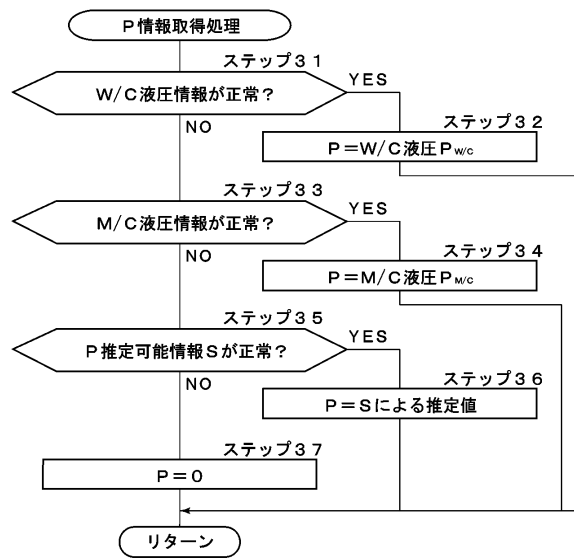 P情報取得処理
ステップ31
W/C液圧情報が正常?
YES
NO
ステップ32
P=W/C液圧PW/C
ステップ33
M/C液圧情報が正常?
YES
NO
ステップ34
P=M/C液圧PM/C
ステップ35
P推定可能情報Sが正常?
YES
NO
ステップ36
P=Sによる推定値
ステップ37
P=0
リターン